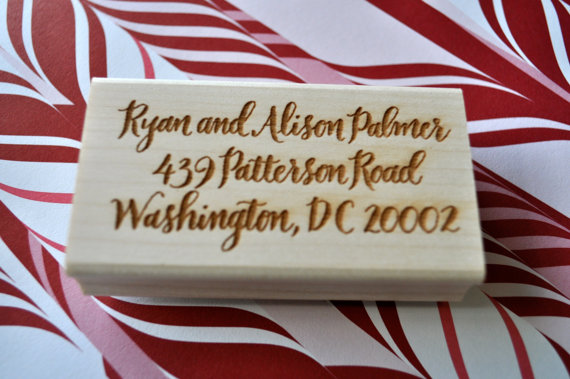 Ryan and Alison Palmer
439 Patterson Road
Washington, DC 20002